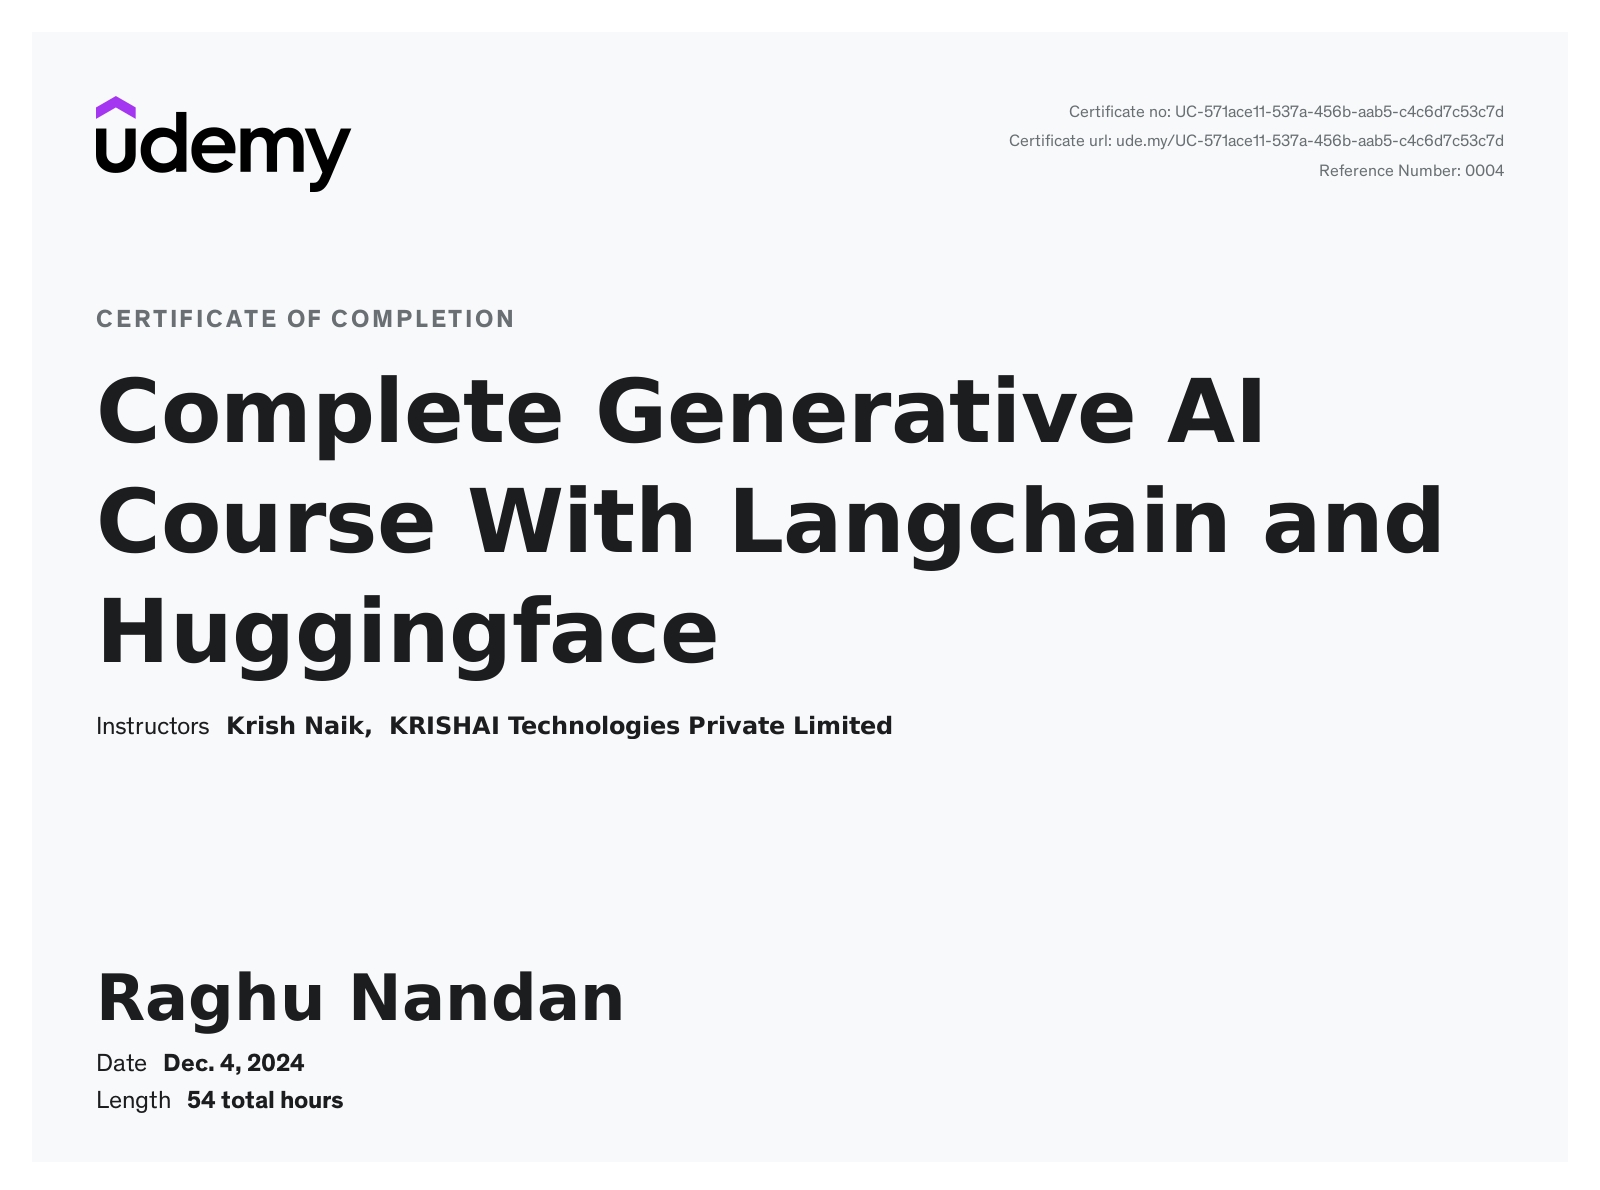 udemy
Certificate no: UC-571ace11-537a-456b-aab5-c4c6d7c53c7d
Certificate url: ude.my/UC-571ace11-537a-456b-aab5-c4c6d7c53c7d
Reference Number: 0004
CERTIFICATE OF COMPLETION
Complete Generative AI
Course With Langchain and
Huggingface
Instructors Krish Naik, KRISHAI Technologies Private Limited
Raghu Nandan
Date Dec. 4, 2024
Length 54 total hours